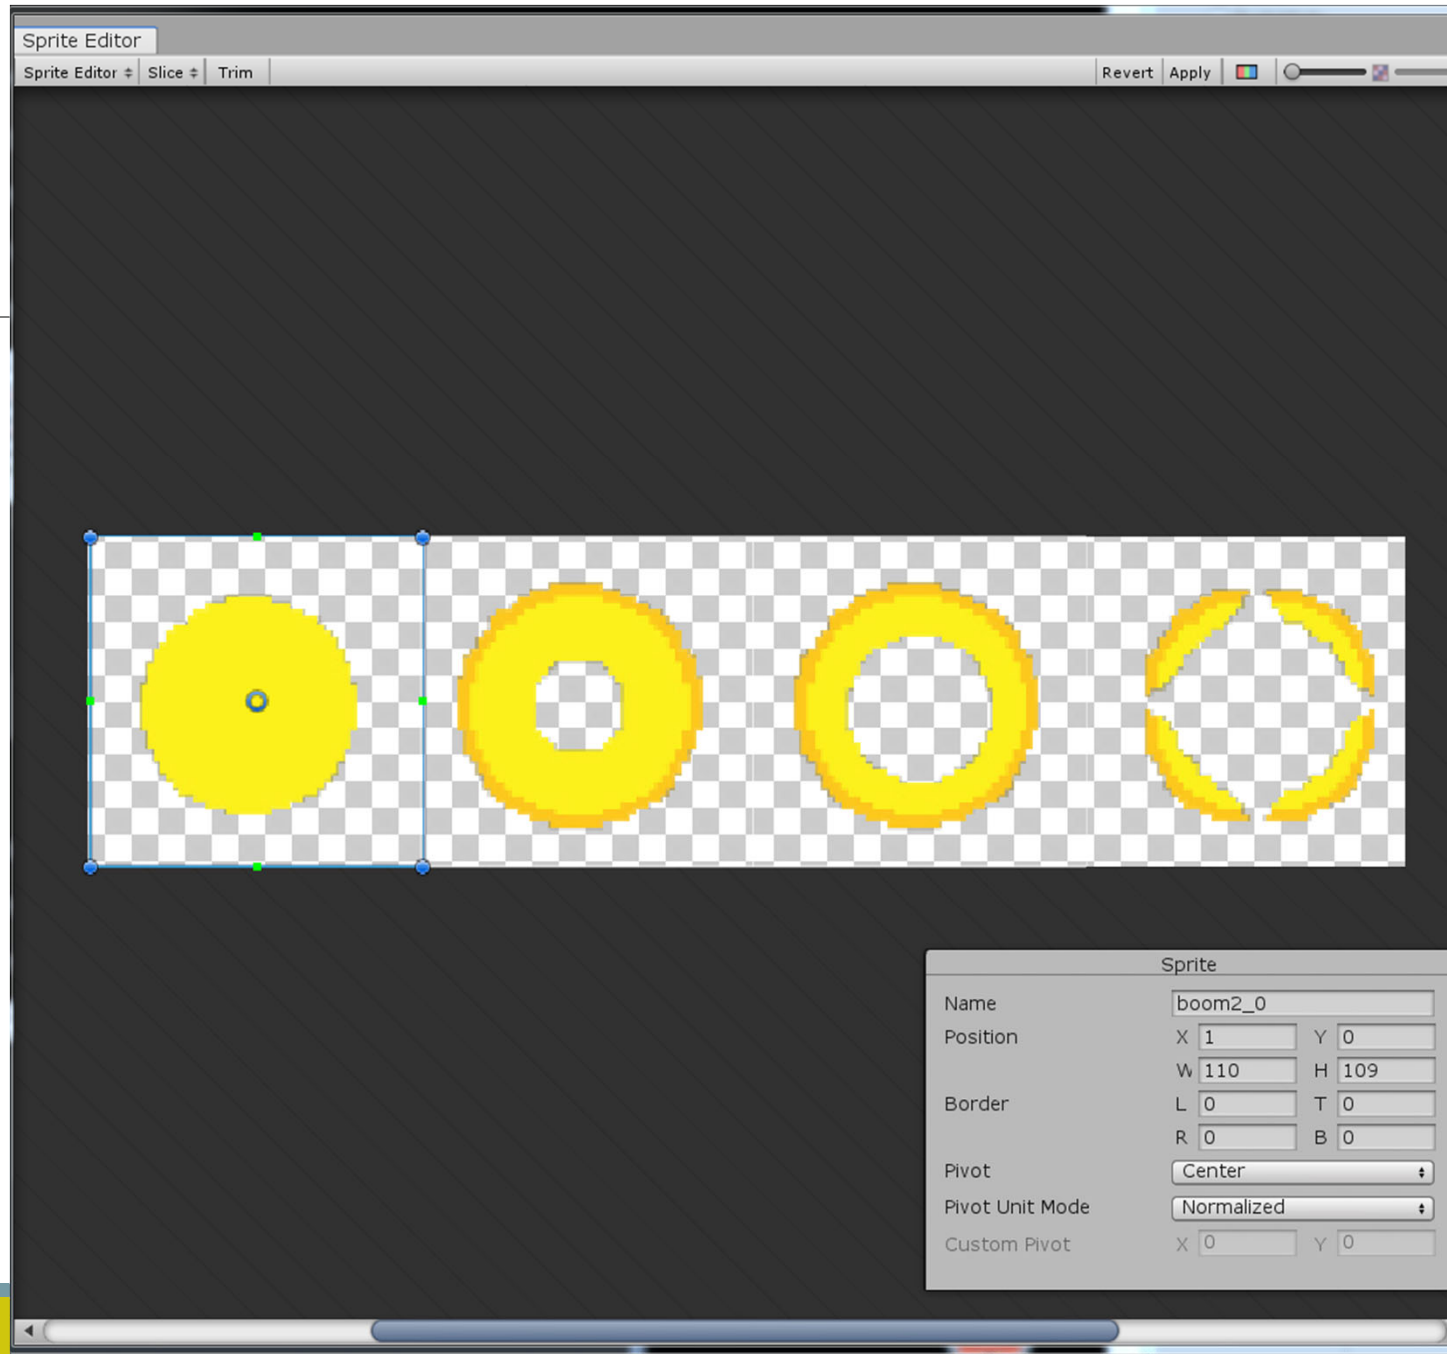 Sprite Editor
Sprite Editor Slice Trim Revert Apply
Sprite
Name boom2_0
Position X 1 Y 0
W 110 H 109
Border L 0 T 0
R 0 B 0
Pivot Center
Pivot Unit Mode Normalized
Custom Pivot X 0 Y 0